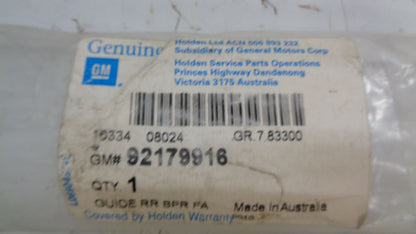 Genuine
Holden Ltd ACN 006 893 232
Subsidiary of General Motors Corp
Holden Service Parts Operations
Princes Highway Dandenong
Victoria 3175 Australia
GM
16334 08024 GR.7.83300
GM# 92179916
QTY 1
GUIDE RR BPR FA
Made in Australia
Covered by Holden Warranty